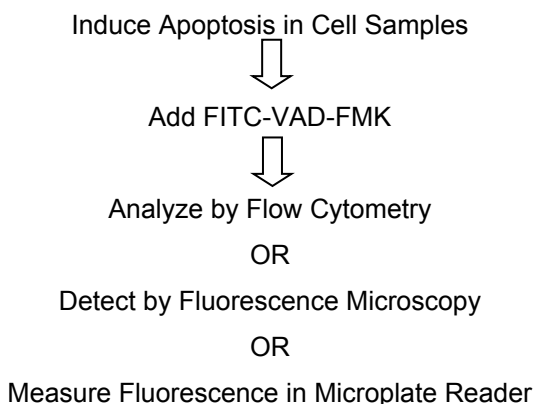 Induce Apoptosis in Cell Samples
Add FITC-VAD-FMK
Analyze by Flow Cytometry
OR
Detect by Fluorescence Microscopy
OR
Measure Fluorescence in Microplate Reader